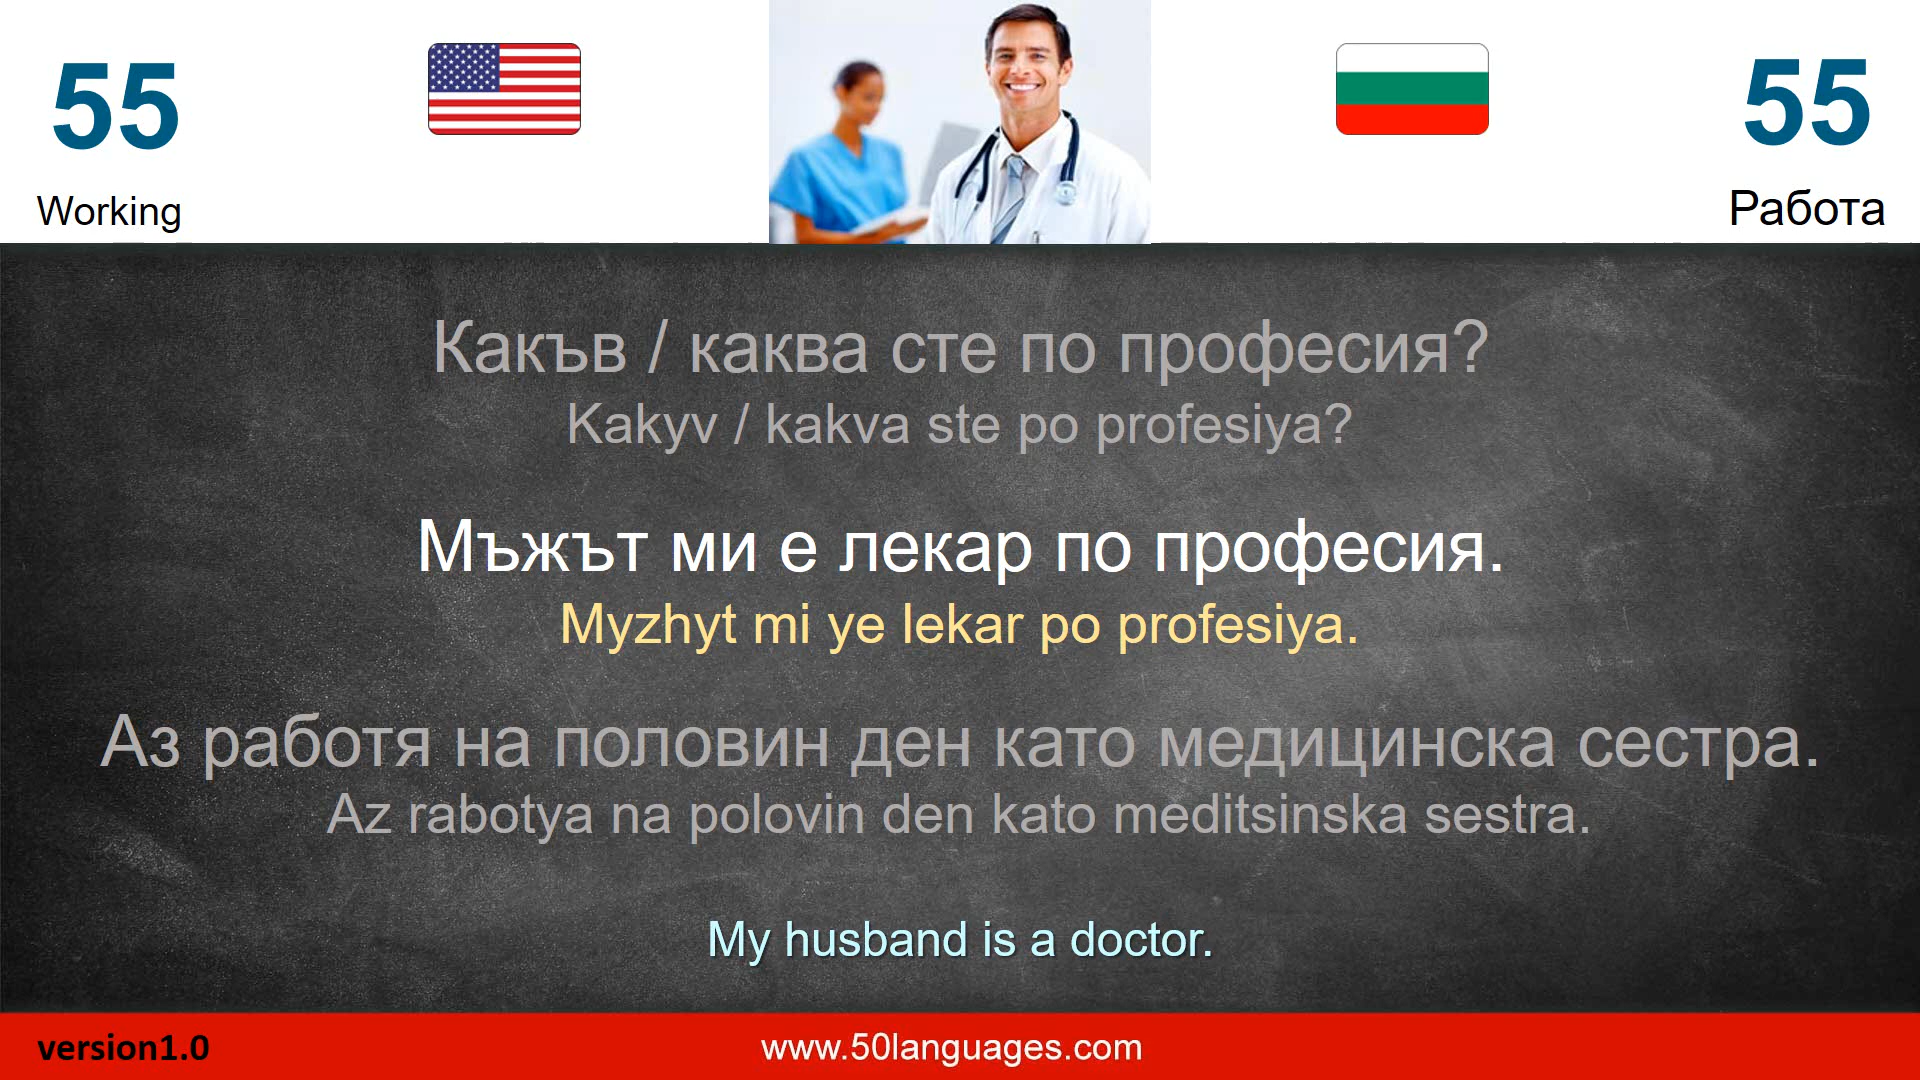 55
55
Working
Работа
Какъв / каква сте по професия?
Kakyv / kakva ste po profesiya?
Мъжът ми е лекар по професия.
Myzhyt mi ye lekar po profesiya.
Аз работя на половин ден като медицинска сестра.
Az rabotya na polovin den kato meditsinska sestra.
My husband is a doctor.
version1.0
www.50languages.com